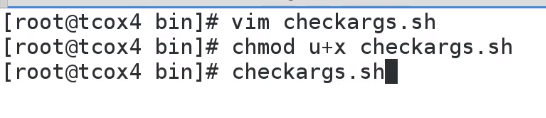 [root@tcox4 bin]# vim checkargs.sh
[root@tcox4 bin]# chmod u+x checkargs.sh
[root@tcox4 bin]# checkargs.sh